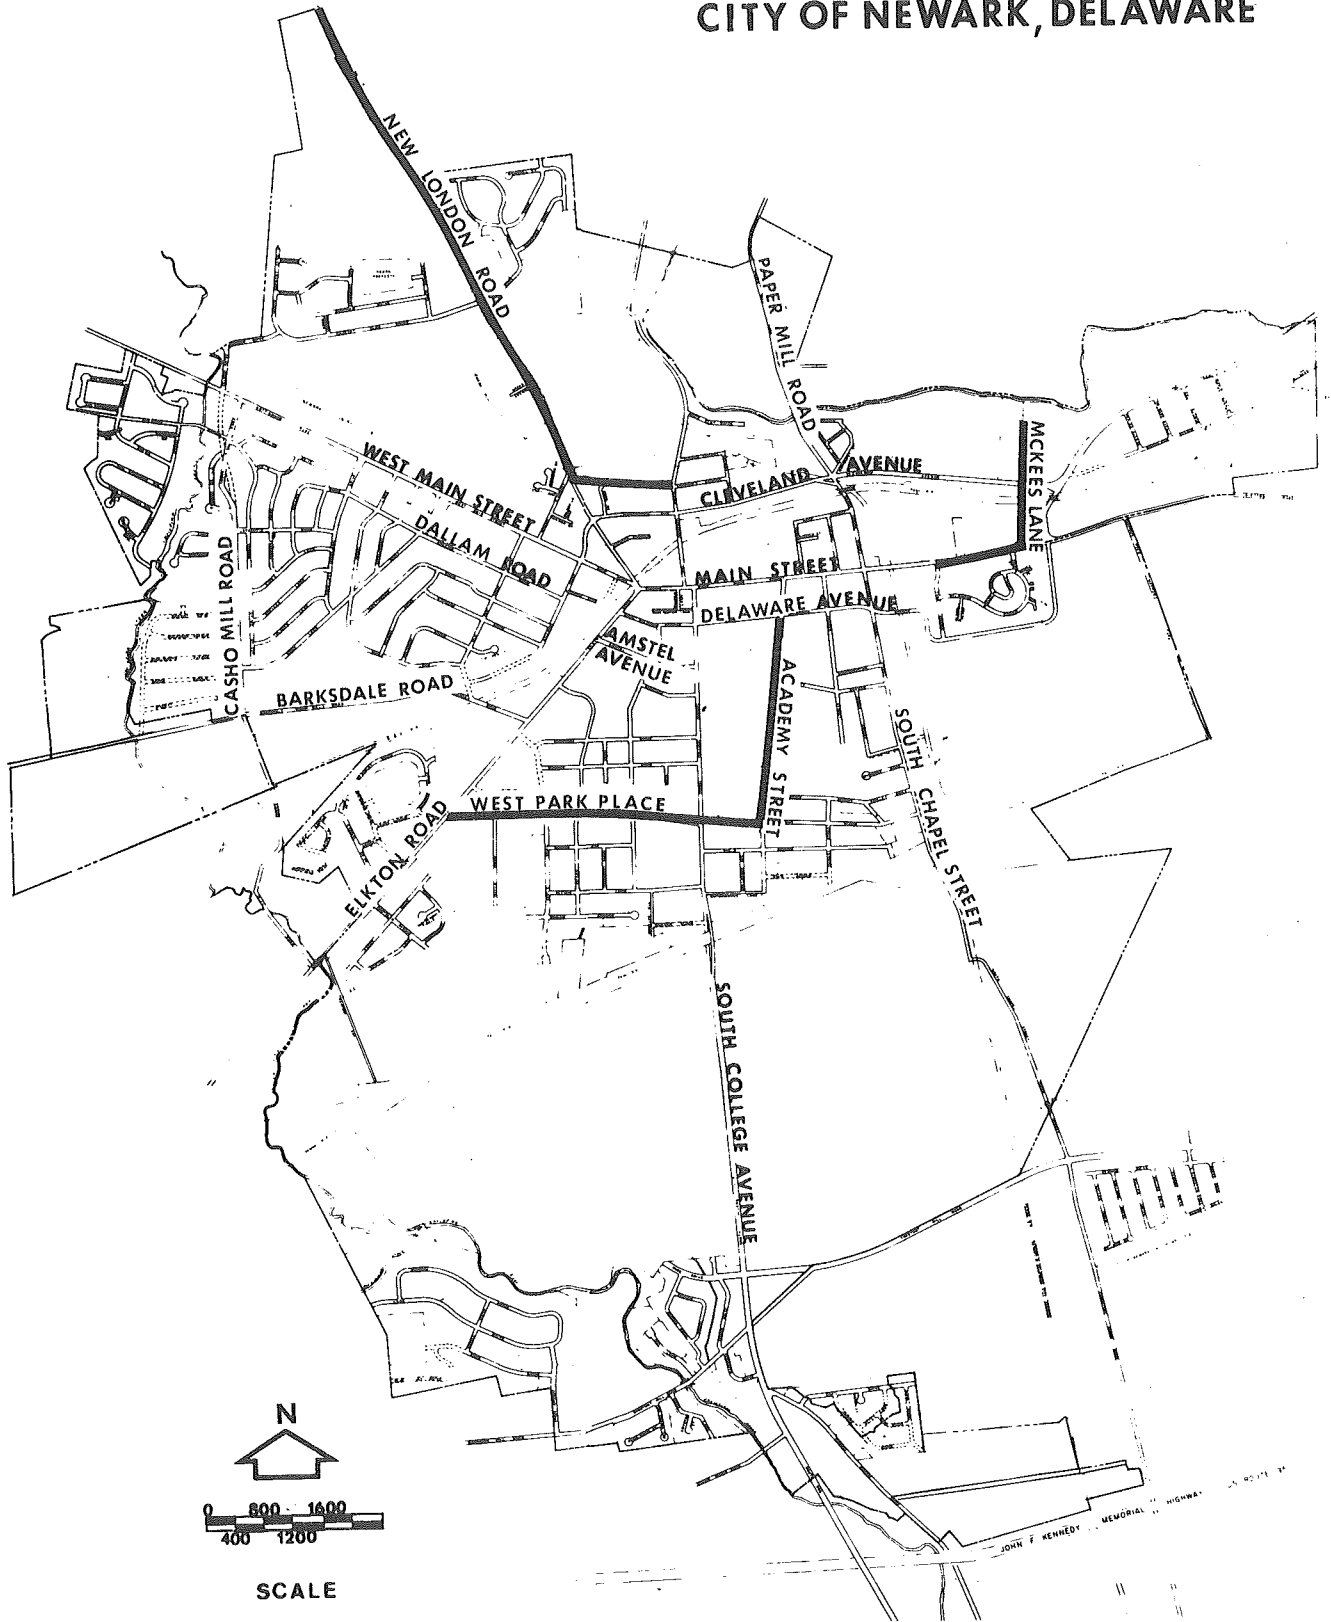 CITY OF NEWARK, DELAWARE
NEW LONDON ROAD
PAPER MILL ROAD
MCKEES LANE
WEST MAIN STREET
CLEVELAND AVENUE
DALLAM ROAD
CASHO MILL ROAD
MAIN STREET
DELAWARE AVENUE
AMSTEL
AVENUE
BARKSDALE ROAD
ACADEMY STREET
SOUTH CHAPEL STREET
WEST PARK PLACE
ELKTON ROAD
SOUTH COLLEGE AVENUE
N
0 800 1600
400 1200
SCALE
JOHN F KENNEDY MEMORIAL HIGHWAY